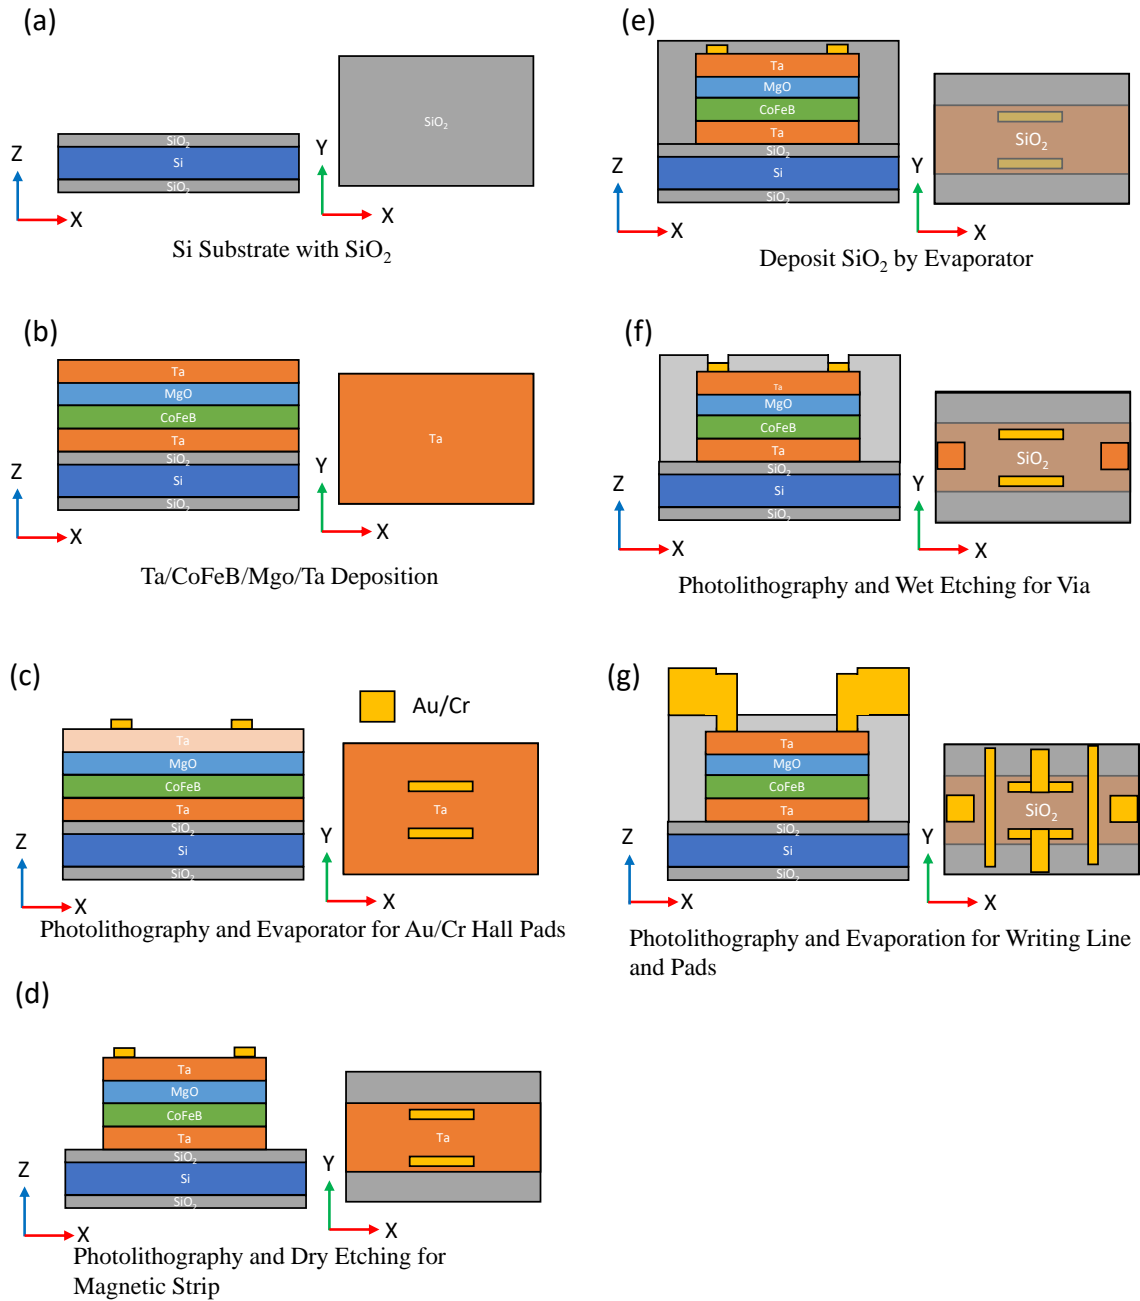 (a)
SiO2
Si
SiO2
Z
X
SiO2
Y
X
Si Substrate with SiO2
(b)
Ta
MgO
CoFeB
Ta
SiO2
Si
SiO2
Z
X
Ta
Y
X
Ta/CoFeB/Mgo/Ta Deposition
(c)
Au/Cr
Ta
MgO
CoFeB
Ta
SiO2
Si
SiO2
Z
X
Ta
Y
X
Photolithography and Evaporator for Au/Cr Hall Pads
(d)
Ta
MgO
CoFeB
Ta
SiO2
Si
SiO2
Z
X
Ta
Y
X
Photolithography and Dry Etching for
Magnetic Strip
(e)
Ta
MgO
CoFeB
Ta
SiO2
Si
SiO2
Z
X
SiO2
Y
X
Deposit SiO2 by Evaporator
(f)
Ta
MgO
CoFeB
Ta
SiO2
Si
SiO2
Z
X
SiO2
Y
X
Photolithography and Wet Etching for Via
(g)
Ta
MgO
CoFeB
Ta
SiO2
Si
SiO2
Z
X
SiO2
Y
X
Photolithography and Evaporation for Writing Line
and Pads